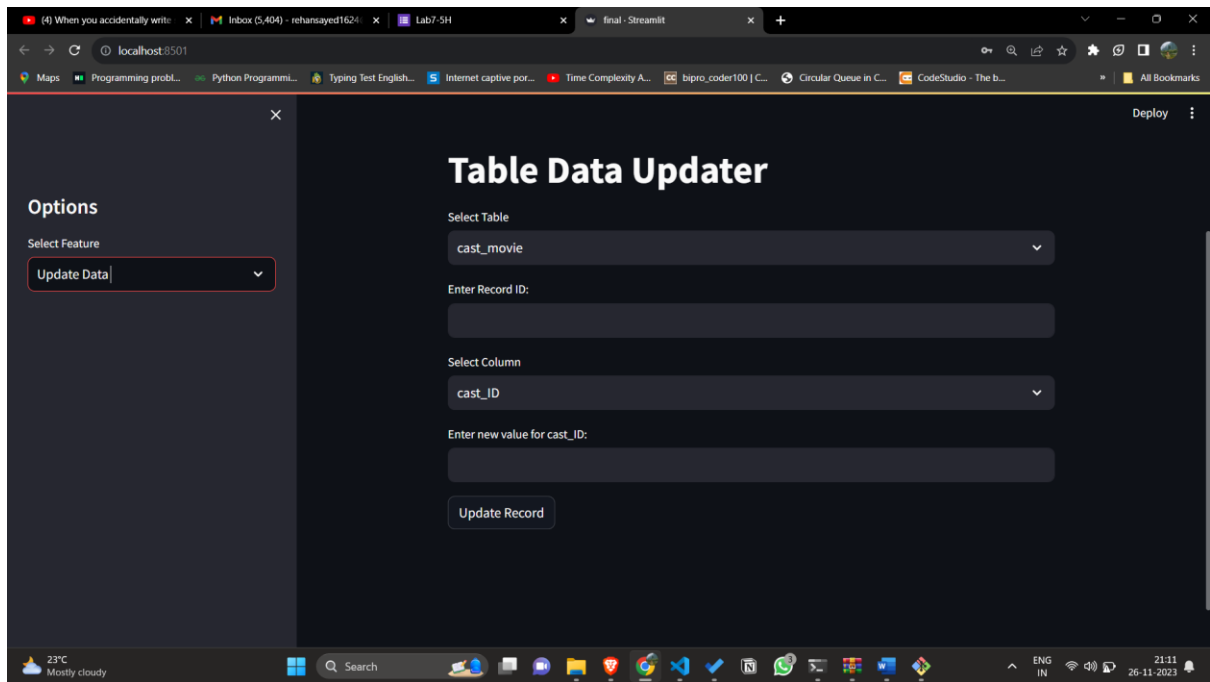 (4) When you accidentally write
Inbox (5,404) - rehansayed1624
Lab7-5H
final · Streamlit
localhost:8501
Maps
Programming probl...
Python Programmi...
Typing Test English...
Internet captive por...
Time Complexity A...
bipro_coder100 | C...
Circular Queue in C...
CodeStudio - The b...
»
All Bookmarks
Deploy
Options
Select Feature
Update Data
Table Data Updater
Select Table
cast_movie
Enter Record ID:
Select Column
cast_ID
Enter new value for cast_ID:
Update Record
23°C
Mostly cloudy
Search
ENG
IN
21:11
26-11-2023